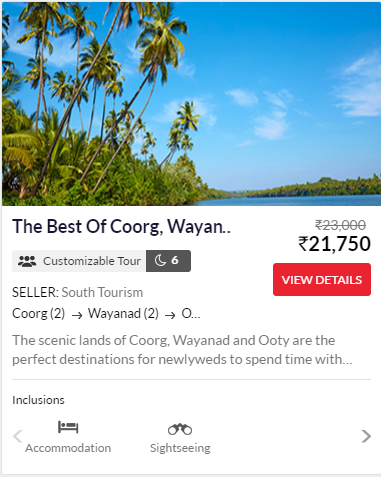 The Best Of Coorg, Wayan..
₹23,000
₹21,750
Customizable Tour 6
VIEW DETAILS
SELLER: South Tourism
Coorg (2) → Wayanad (2) → O...
The scenic lands of Coorg, Wayanad and Ooty are the
perfect destinations for newlyweds to spend time with...
Inclusions
Accommodation Sightseeing